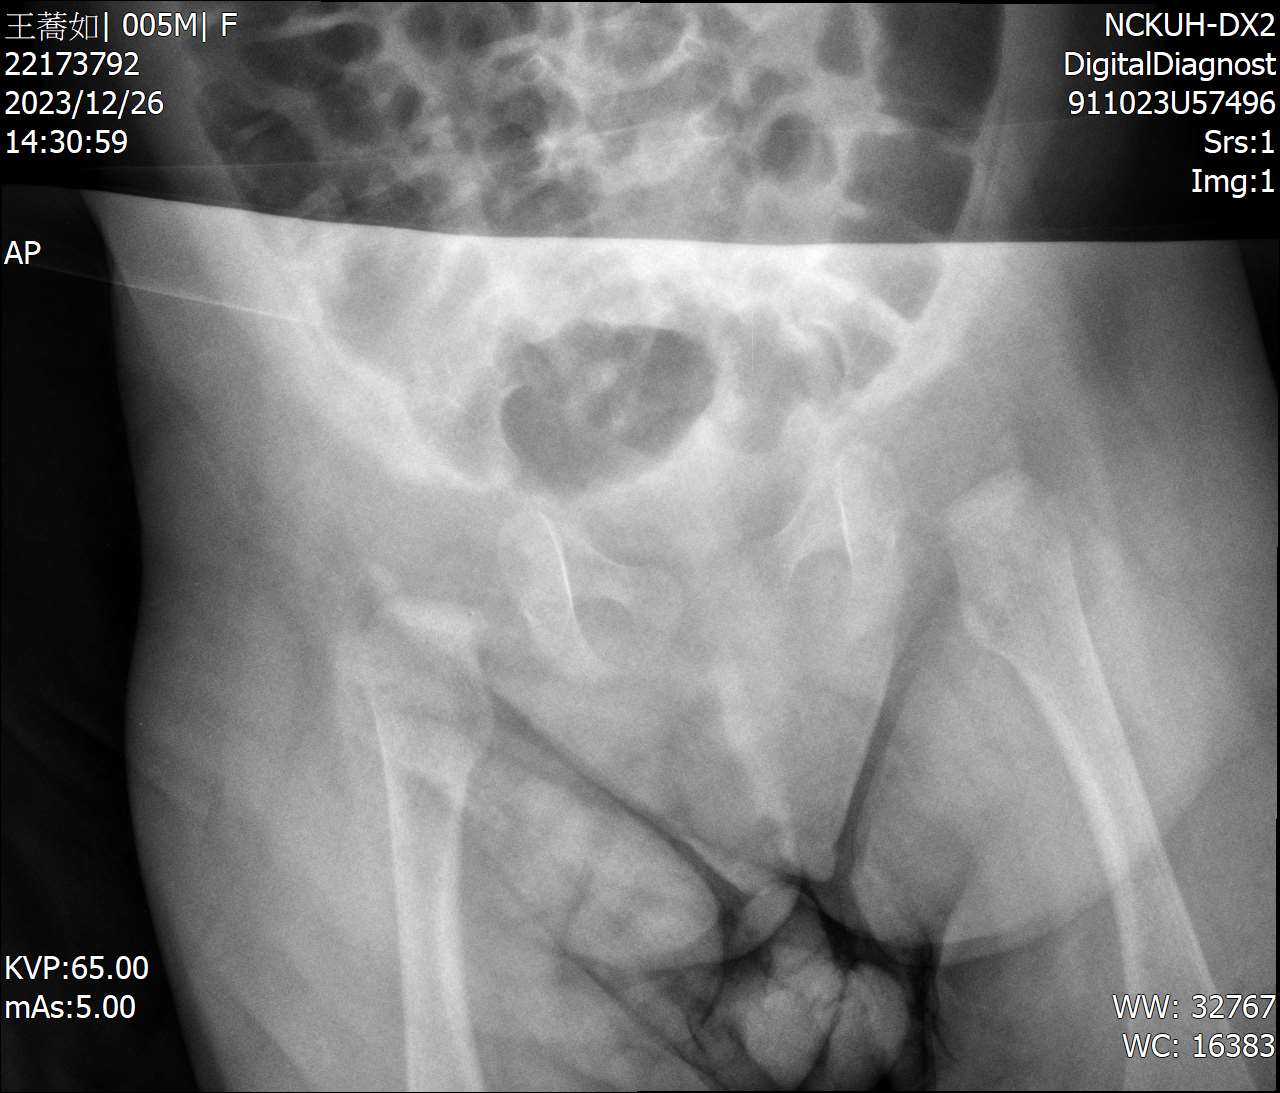 王蕎如| 005M| F
22173792
2023/12/26
14:30:59
NCKUH-DX2
DigitalDiagnost
911023U57496
Srs:1
Img:1
AP
KVP:65.00
mAs:5.00
WW: 32767
WC: 16383